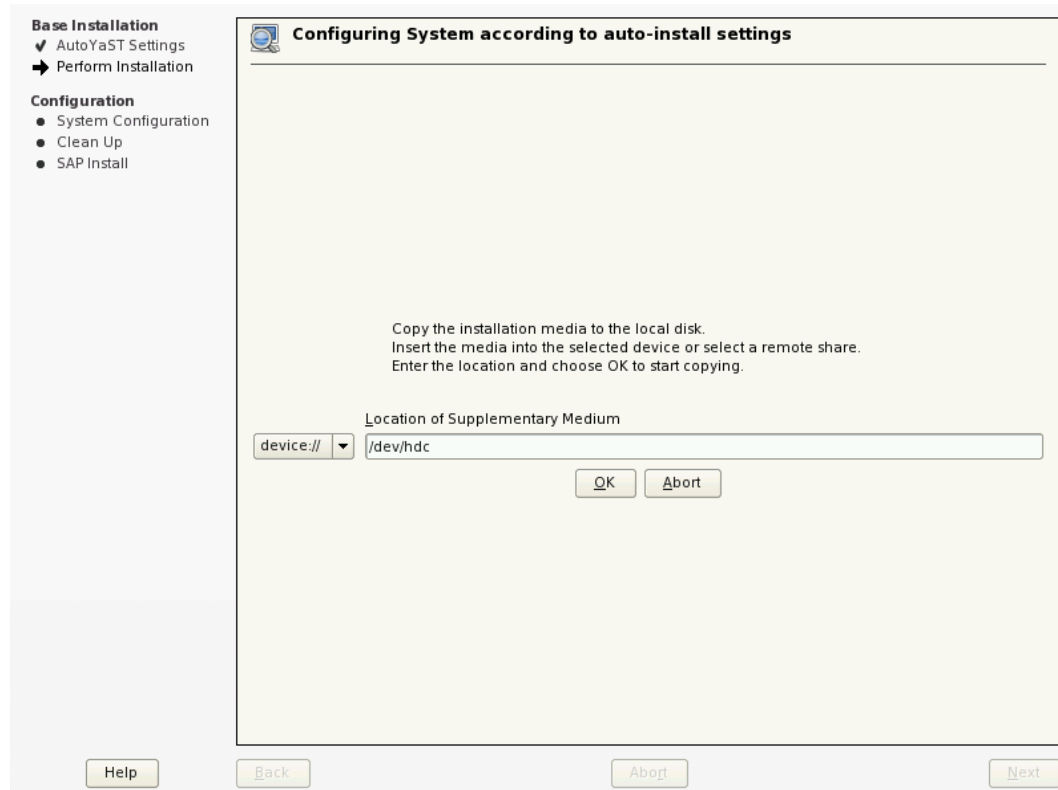 Base Installation
AutoYaST Settings
Perform Installation
Configuration
System Configuration
Clean Up
SAP Install
Configuring System according to auto-install settings
Copy the installation media to the local disk.
Insert the media into the selected device or select a remote share.
Enter the location and choose OK to start copying.
Location of Supplementary Medium
device:// /dev/hdc
OK Abort
Help Back Abort Next